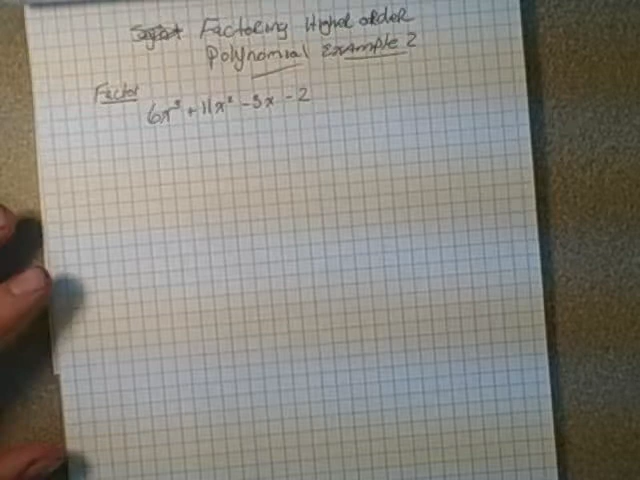 Factoring Higher order
Polynomial Example 2
Factor
6x³ + 11x² - 3x - 2